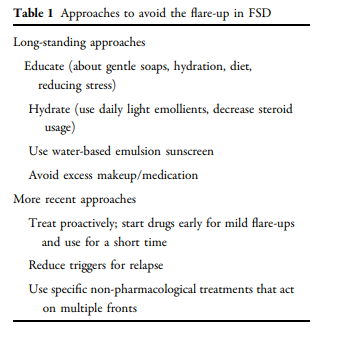 Table 1 Approaches to avoid the flare-up in FSD
Long-standing approaches
Educate (about gentle soaps, hydration, diet,
reducing stress)
Hydrate (use daily light emollients, decrease steroid
usage)
Use water-based emulsion sunscreen
Avoid excess makeup/medication
More recent approaches
Treat proactively; start drugs early for mild flare-ups
and use for a short time
Reduce triggers for relapse
Use specific non-pharmacological treatments that act
on multiple fronts